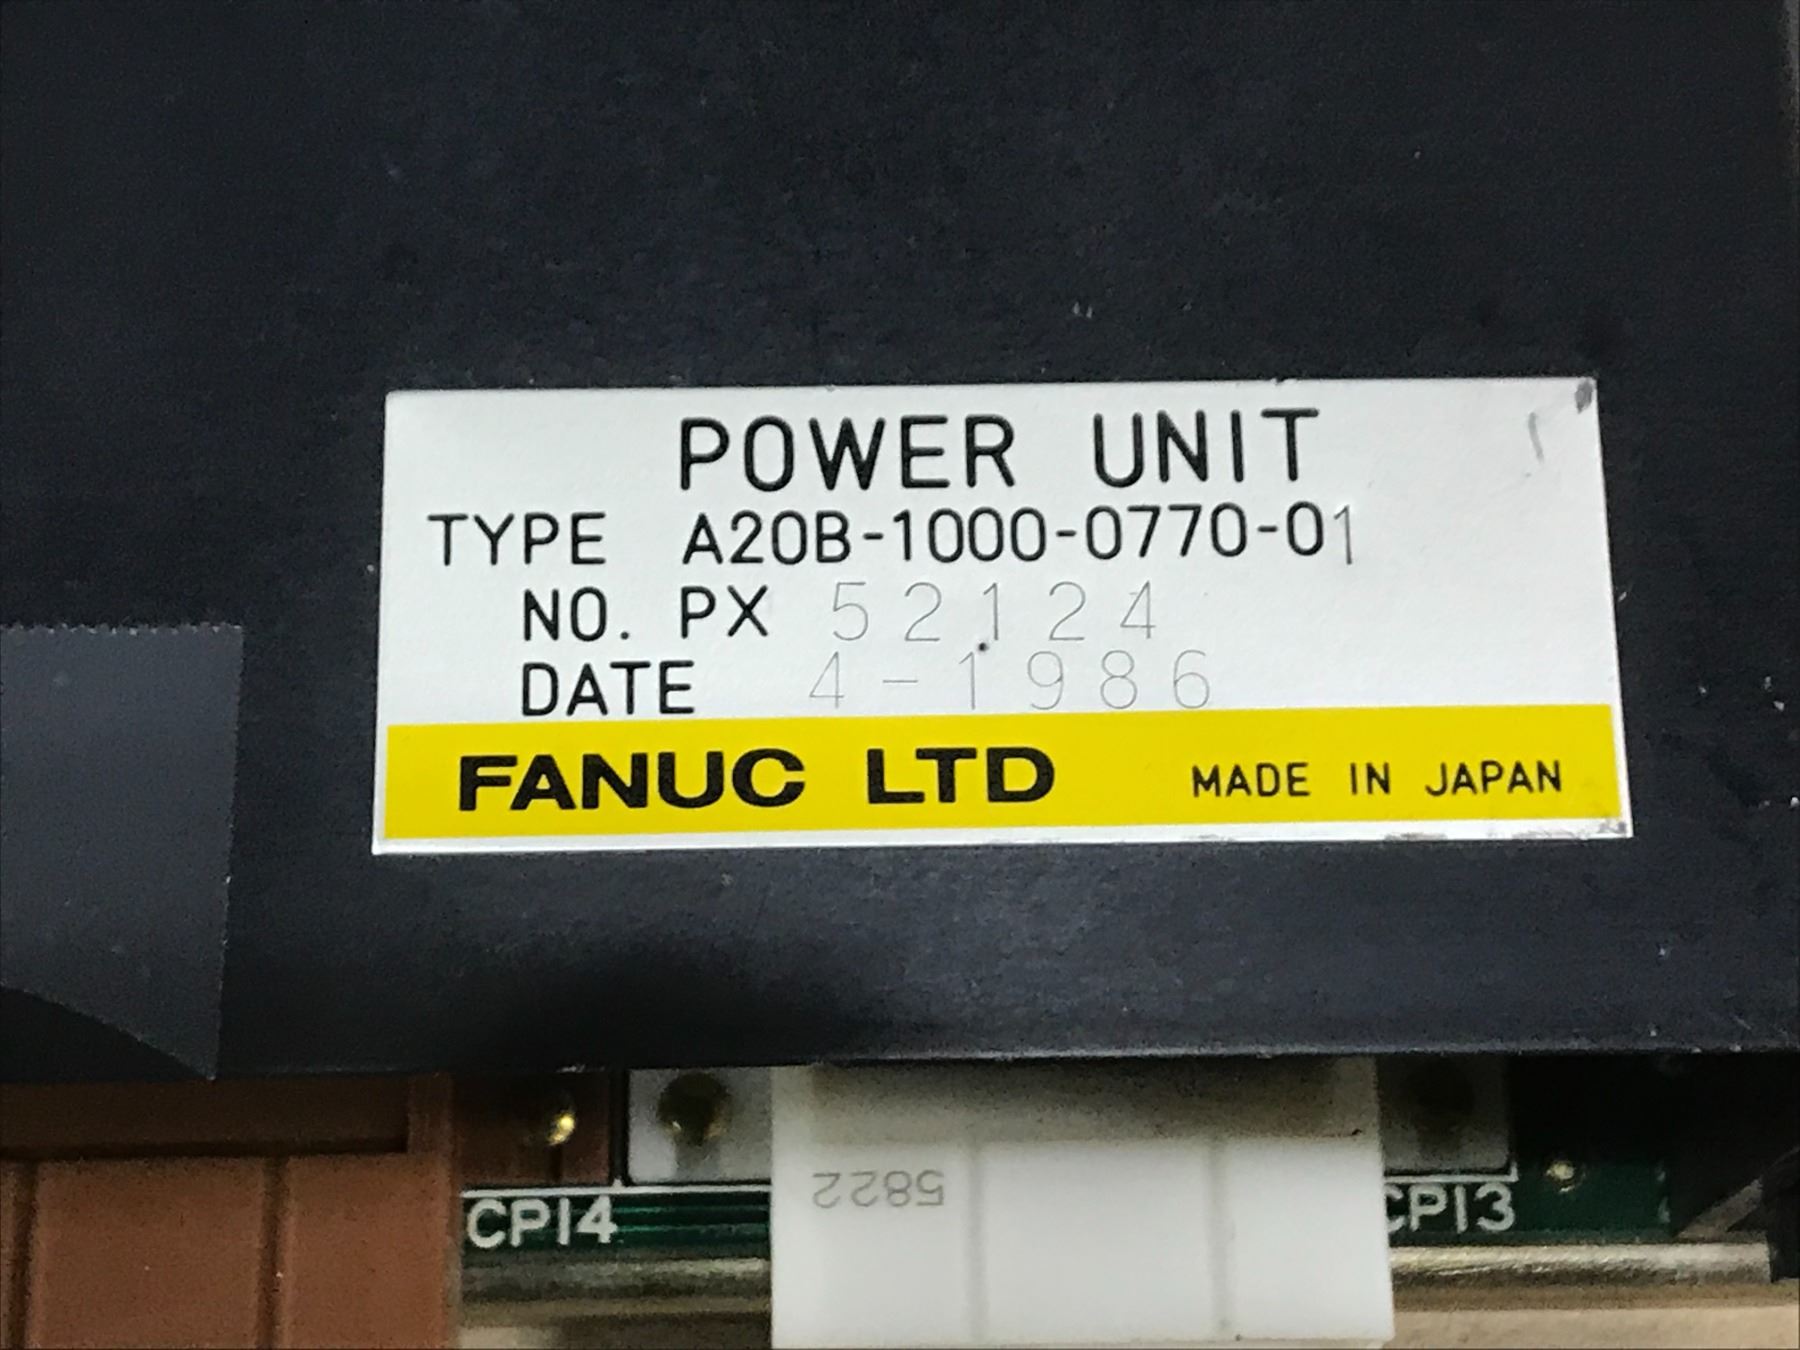 POWER UNIT
TYPE A20B-1000-0770-01
NO. PX 52124
DATE 4-1986
FANUC LTD MADE IN JAPAN
5822
CP14 CP13